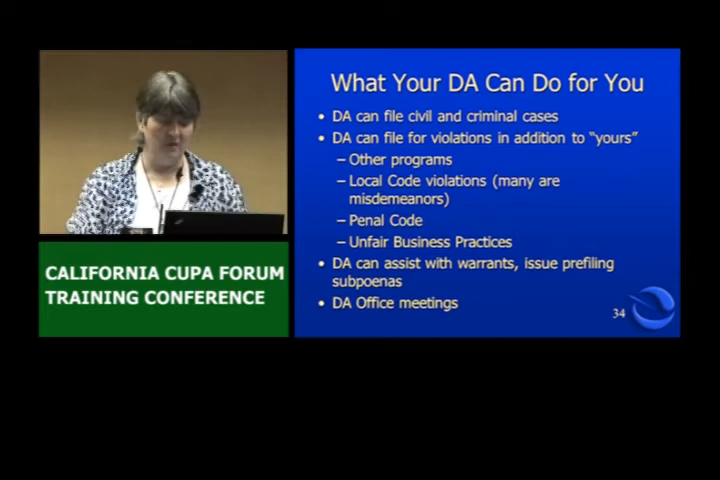 What Your DA Can Do for You
• DA can file civil and criminal cases
• DA can file for violations in addition to “yours”
– Other programs
– Local Code violations (many are
misdemeanors)
– Penal Code
– Unfair Business Practices
• DA can assist with warrants, issue prefiling
subpoenas
• DA Office meetings
34
CALIFORNIA CUPA FORUM
TRAINING CONFERENCE